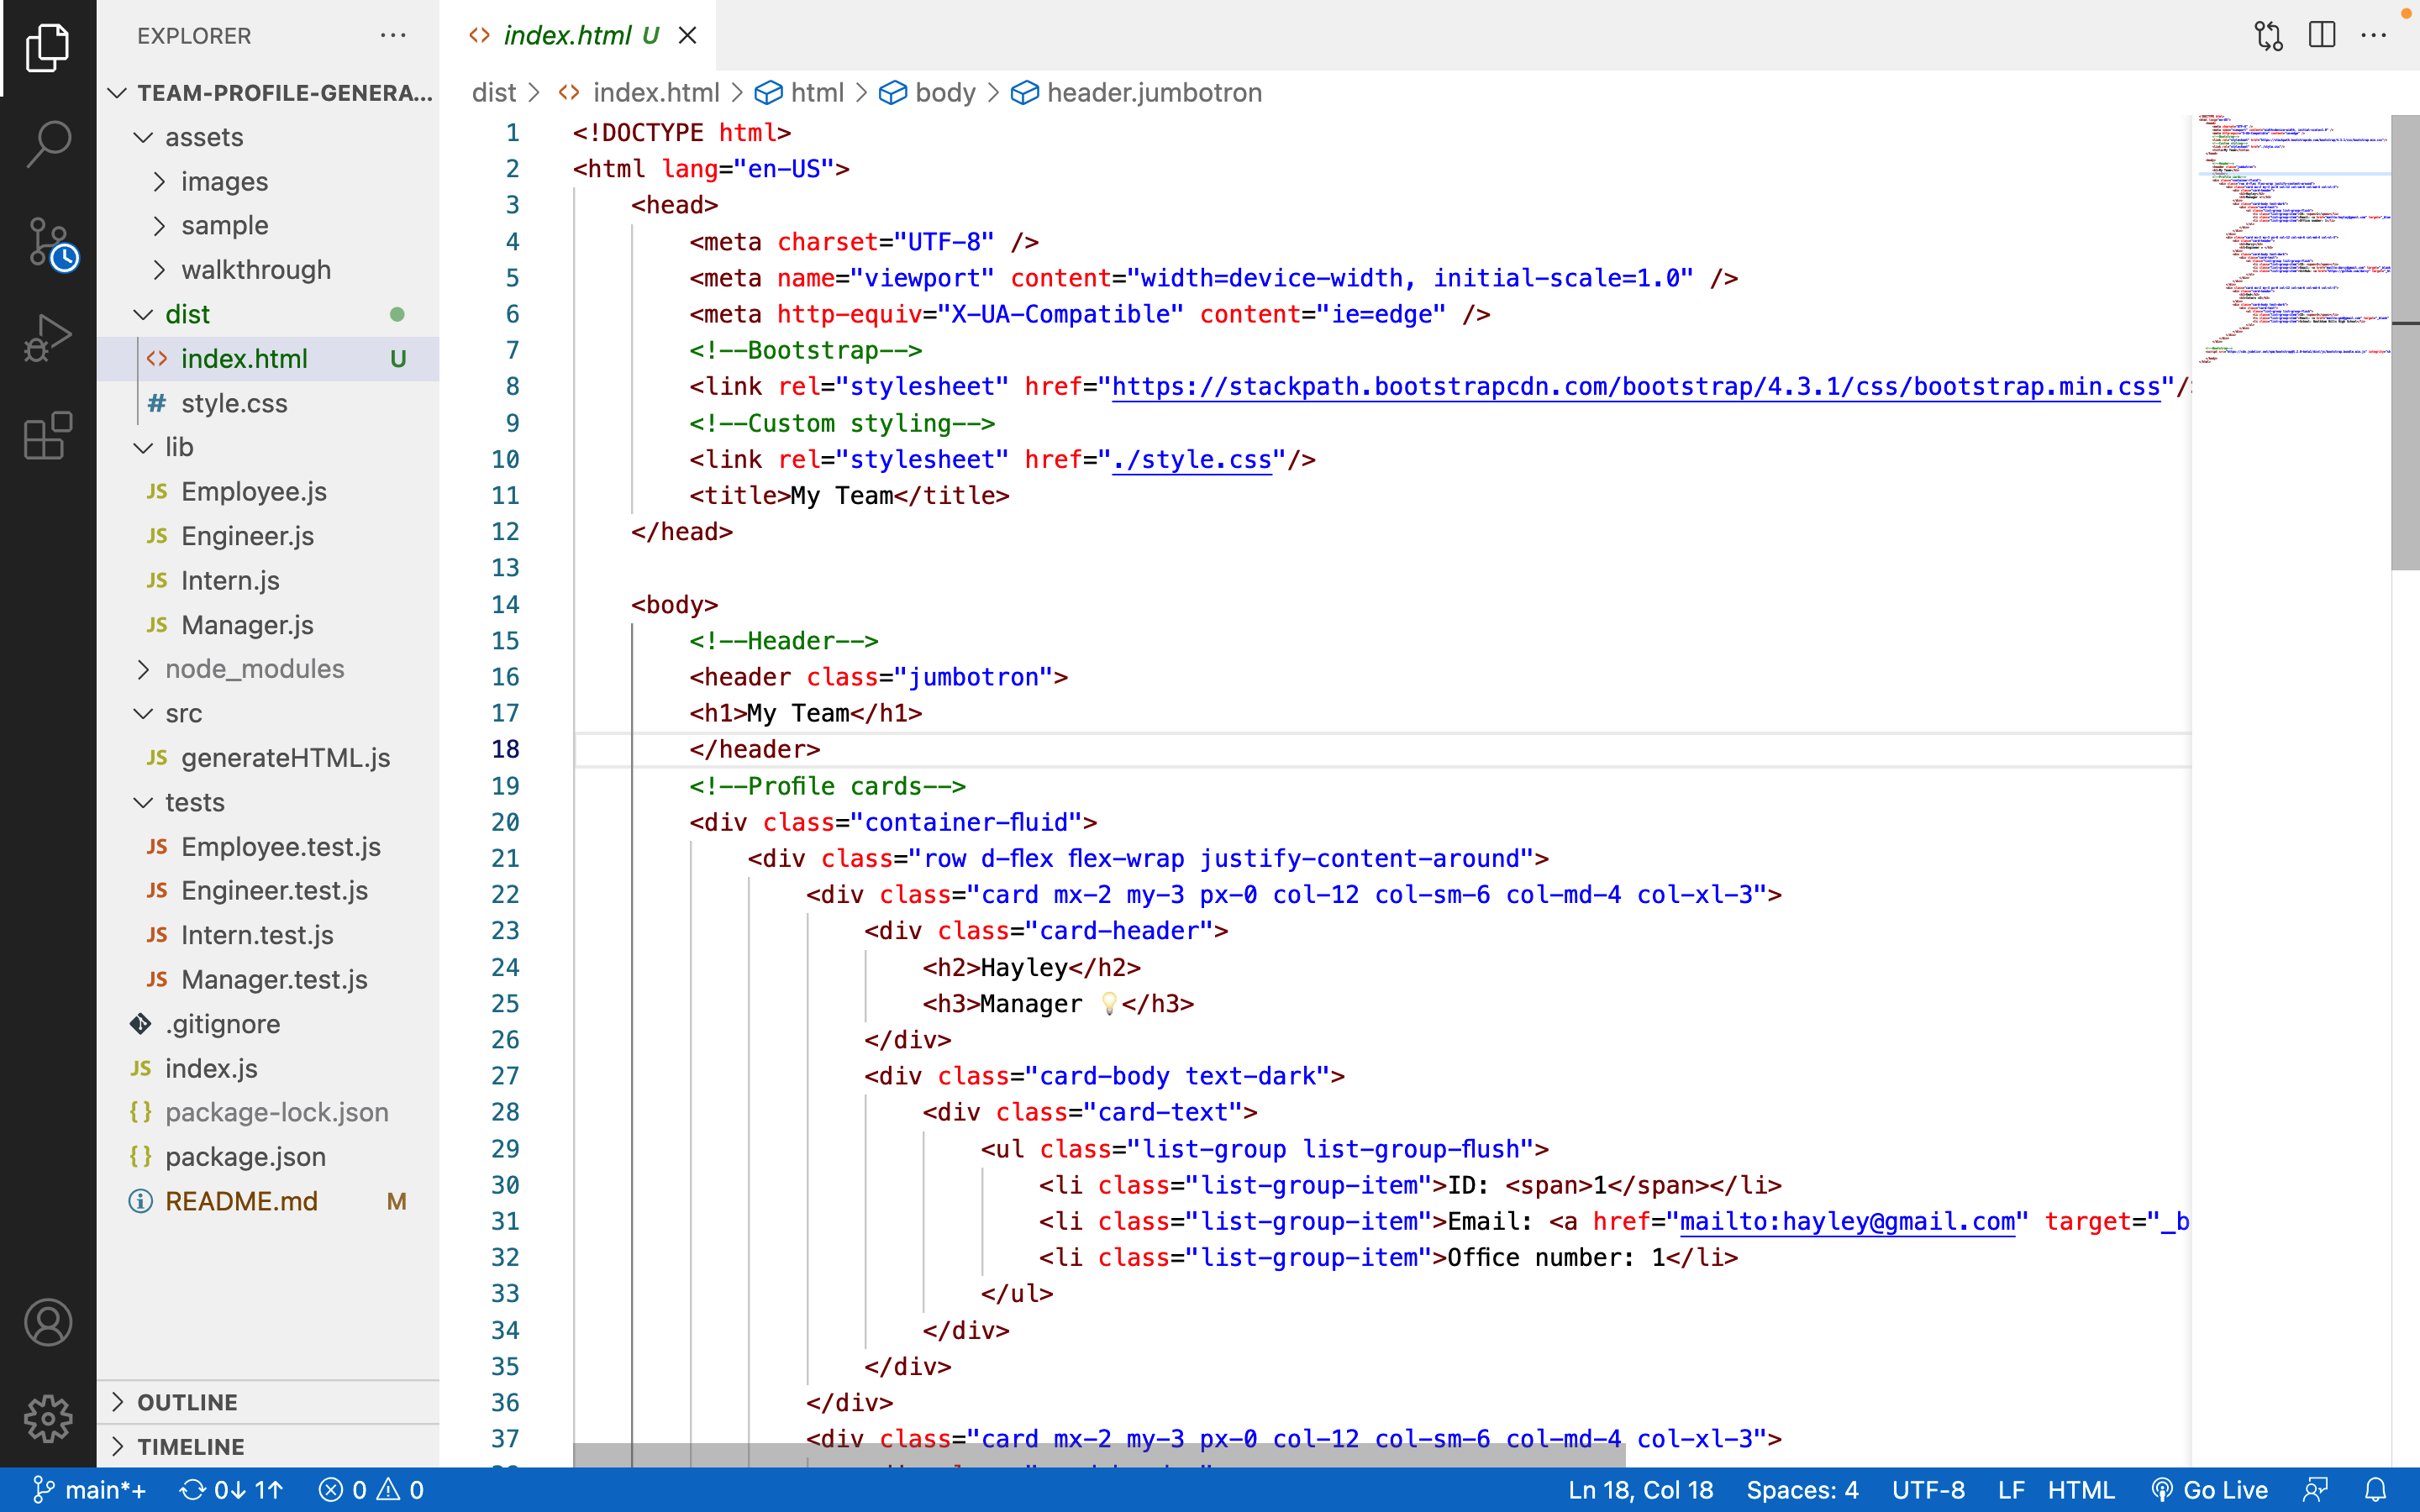 EXPLORER
TEAM-PROFILE-GENERA...
assets
images
sample
walkthrough
dist
index.html U
style.css
lib
JS Employee.js
JS Engineer.js
JS Intern.js
JS Manager.js
node_modules
src
JS generateHTML.js
tests
JS Employee.test.js
JS Engineer.test.js
JS Intern.test.js
JS Manager.test.js
.gitignore
JS index.js
{} package-lock.json
{} package.json
README.md M
OUTLINE
TIMELINE
index.html U
dist > index.html > html > body > header.jumbotron
1 <!DOCTYPE html>
2 <html lang="en-US">
3 <head>
4 <meta charset="UTF-8" />
5 <meta name="viewport" content="width=device-width, initial-scale=1.0" />
6 <meta http-equiv="X-UA-Compatible" content="ie=edge" />
7 <!--Bootstrap-->
8 <link rel="stylesheet" href="https://stackpath.bootstrapcdn.com/bootstrap/4.3.1/css/bootstrap.min.css"/>
9 <!--Custom styling-->
10 <link rel="stylesheet" href="./style.css"/>
11 <title>My Team</title>
12 </head>
13
14 <body>
15 <!--Header-->
16 <header class="jumbotron">
17 <h1>My Team</h1>
18 </header>
19 <!--Profile cards-->
20 <div class="container-fluid">
21 <div class="row d-flex flex-wrap justify-content-around">
22 <div class="card mx-2 my-3 px-0 col-12 col-sm-6 col-md-4 col-xl-3">
23 <div class="card-header">
24 <h2>Hayley</h2>
25 <h3>Manager 💡</h3>
26 </div>
27 <div class="card-body text-dark">
28 <div class="card-text">
29 <ul class="list-group list-group-flush">
30 <li class="list-group-item">ID: <span>1</span></li>
31 <li class="list-group-item">Email: <a href="mailto:hayley@gmail.com" target="_b
32 <li class="list-group-item">Office number: 1</li>
33 </ul>
34 </div>
35 </div>
36 </div>
37 <div class="card mx-2 my-3 px-0 col-12 col-sm-6 col-md-4 col-xl-3">
main*+ 0↓ 1↑ 0 0 Ln 18, Col 18 Spaces: 4 UTF-8 LF HTML Go Live